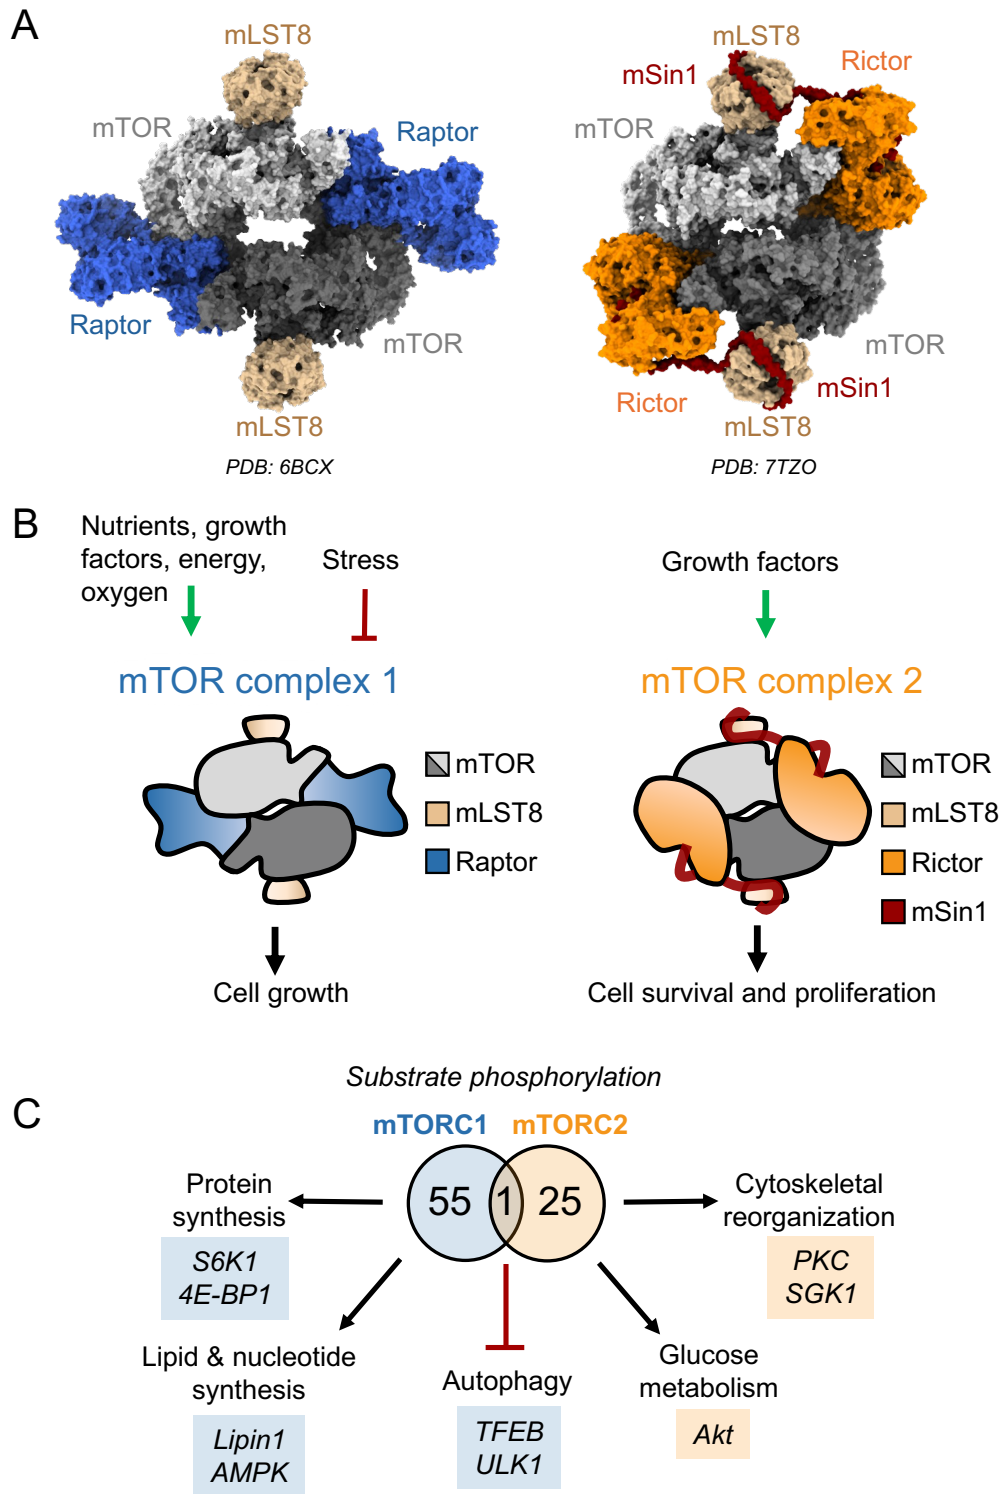 A
mLST8
mTOR
Raptor
Raptor
mTOR
mLST8
PDB: 6BCX
mLST8
mSin1
Rictor
mTOR
mTOR
mSin1
Rictor
mLST8
PDB: 7TZO
B
Nutrients, growth
factors, energy,
oxygen
Stress
mTOR complex 1
mTOR
mLST8
Raptor
Cell growth
Growth factors
mTOR complex 2
mTOR
mLST8
Rictor
mSin1
Cell survival and proliferation
C
Substrate phosphorylation
mTORC1
mTORC2
55
1
25
Protein
synthesis
S6K1
4E-BP1
Lipid & nucleotide
synthesis
Lipin1
AMPK
Autophagy
TFEB
ULK1
Glucose
metabolism
Akt
Cytoskeletal
reorganization
PKC
SGK1